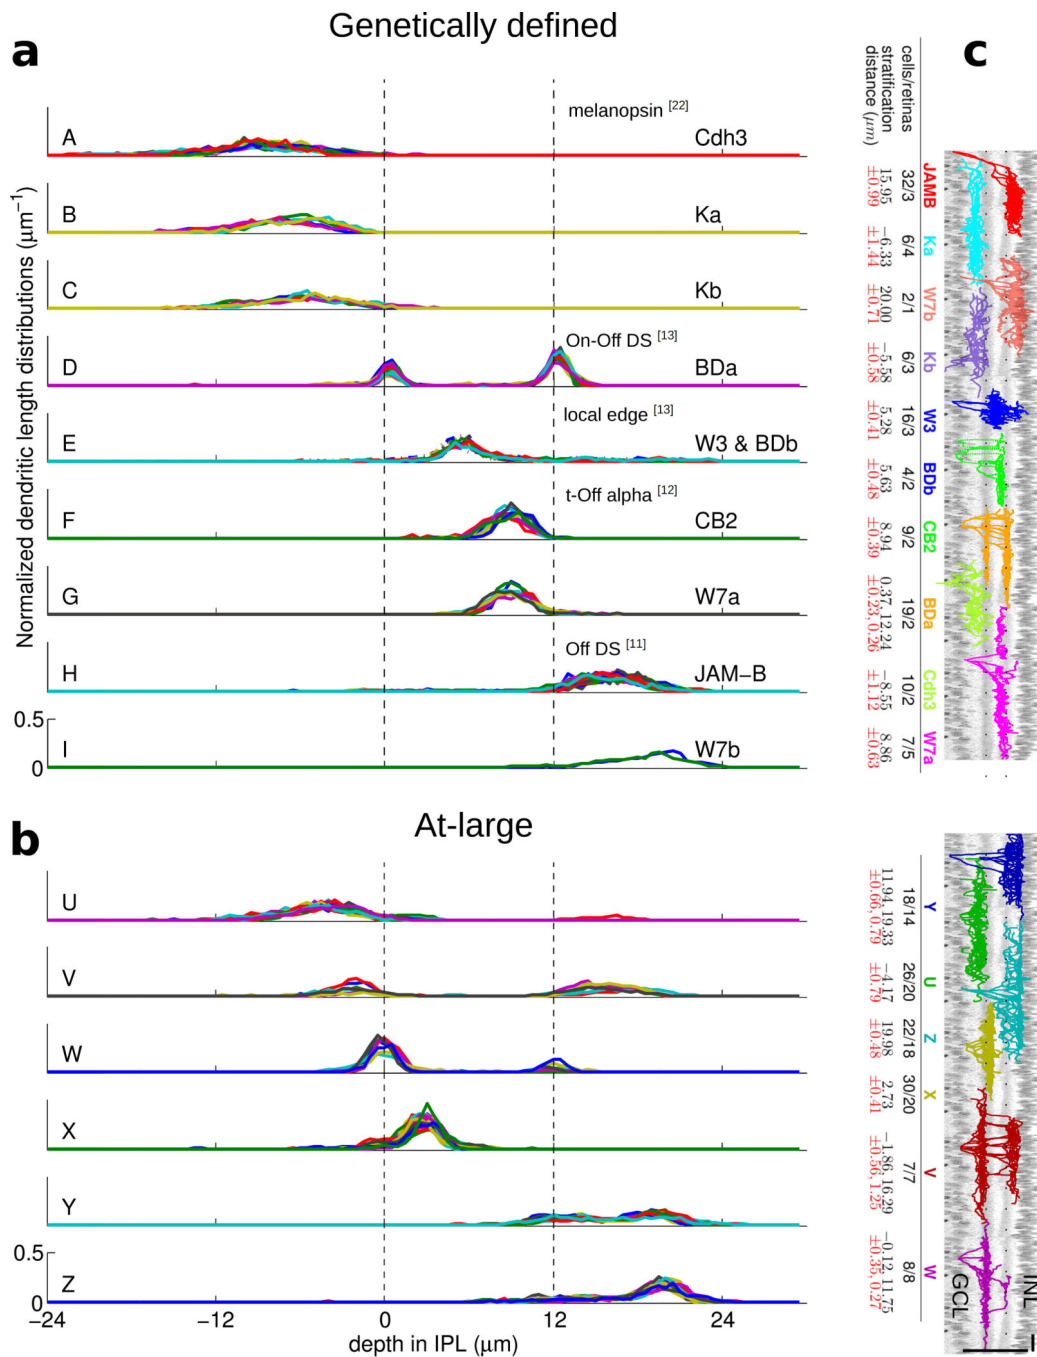 Genetically defined
a
c
Normalized dendritic length distributions (μm⁻¹)
A
melanopsin [22]
Cdh3
-24
-12
0
12
24
B
Ka
C
Kb
D
On-Off DS [13]
BDa
E
local edge [13]
W3 & BDb
F
t-Off alpha [12]
CB2
G
W7a
H
Off DS [11]
JAM-B
0.5
0
I
W7b
b
At-large
U
V
W
X
Y
0.5
0
Z
-24
-12
0
12
24
depth in IPL (μm)
cells/retinas
stratification
distance (μm)
JAMB
32/3
15.95
±0.99
Ka
6/4
-6.33
±1.44
W7b
2/1
20.00
±0.71
Kb
6/3
-5.58
±0.58
W3
16/3
5.28
±0.41
BDb
4/2
5.63
±0.48
CB2
9/2
8.94
±0.39
BDa
19/2
0.37, 12.24
±0.23, 0.26
Cdh3
10/2
-8.55
±1.12
W7a
7/5
8.86
±0.63
Y
18/14
11.94, 19.33
±0.66, 0.79
U
26/20
-4.17
±0.79
Z
22/18
19.98
±0.48
X
30/20
2.73
±0.41
V
7/7
-1.86, 16.29
±0.56, 1.25
W
8/8
-0.12, 11.75
±0.35, 0.27
INL
GCL